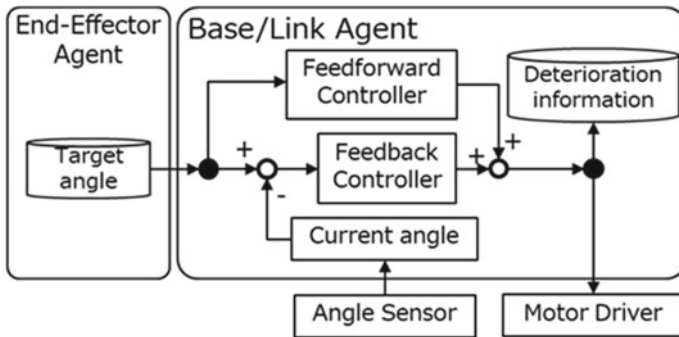 End-Effector
Agent
Target
angle
Base/Link Agent
Feedforward
Controller
Deterioration
information
+
-
Feedback
Controller
+
+
Current angle
Angle Sensor
Motor Driver